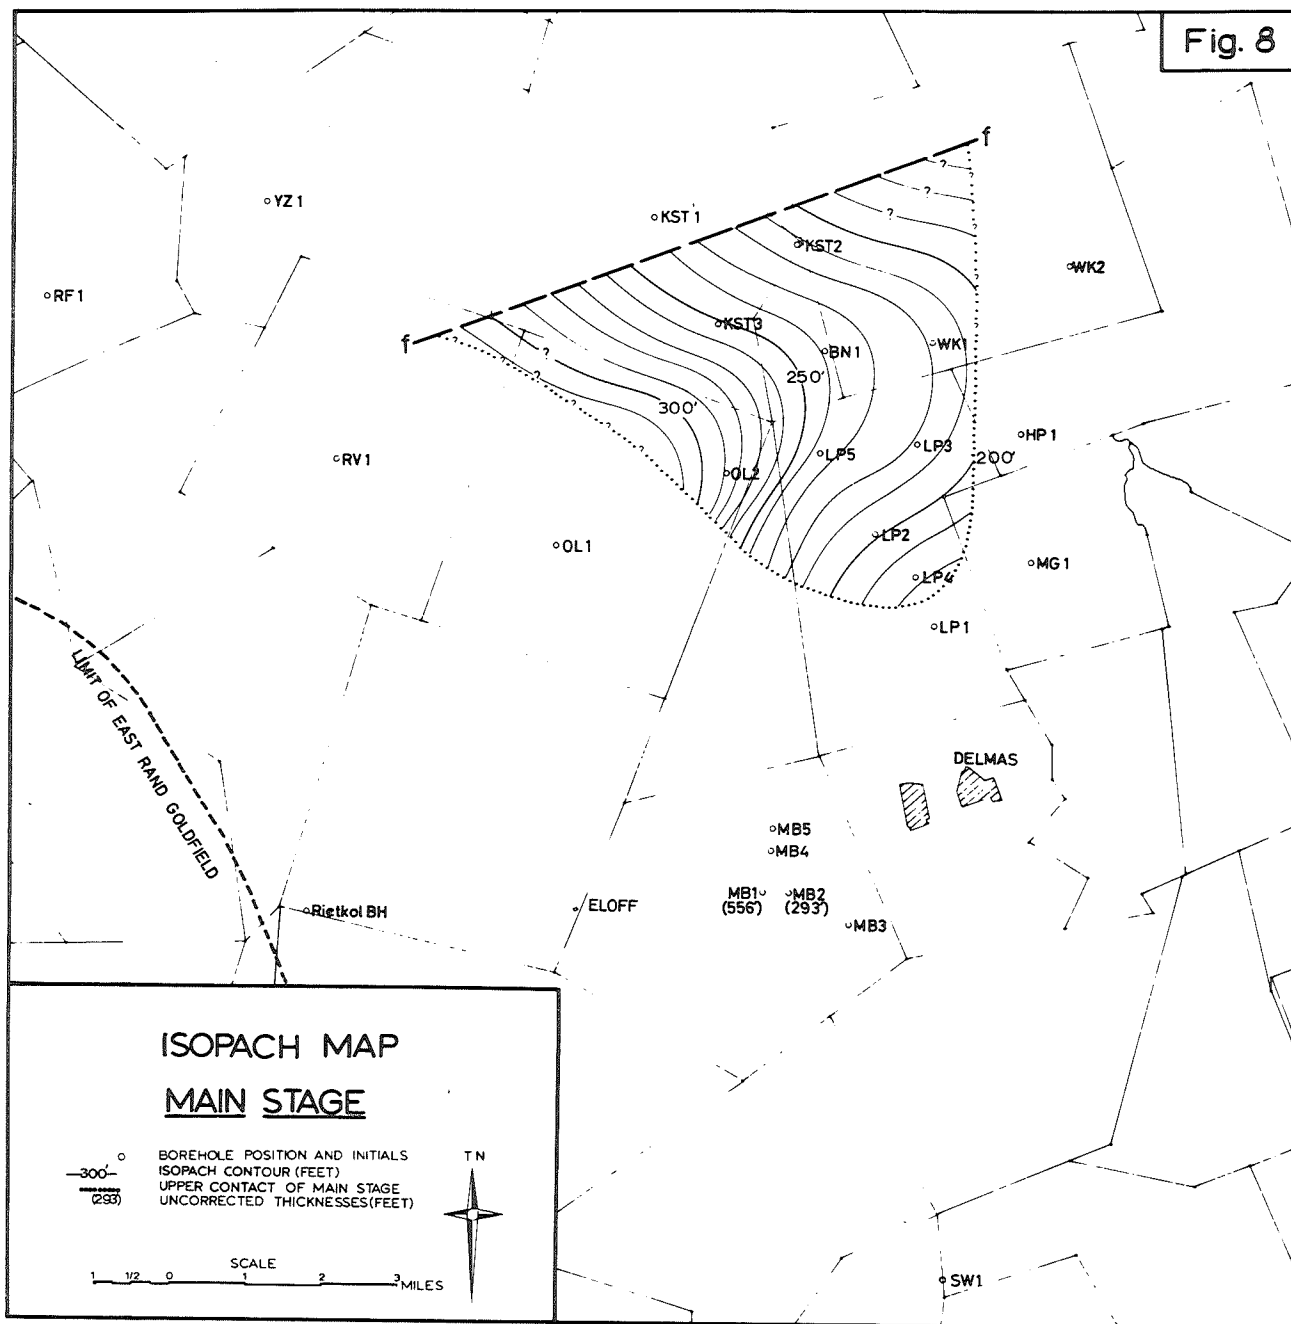 Fig. 8
f
YZ 1
KST 1
KST2
WK2
RF 1
f
KST3
BN 1
WK1
250'
300'
HP 1
RV 1
OL2
LP5
LP3
200'
OL1
LP2
MG 1
LP4
LP 1
LIMIT OF EAST RAND GOLDFIELD
DELMAS
MB5
MB4
MB1
(556')
MB2
(293')
MB3
Rietkol BH
ELOFF
ISOPACH MAP
MAIN STAGE
BOREHOLE POSITION AND INITIALS
300' ISOPACH CONTOUR (FEET)
UPPER CONTACT OF MAIN STAGE
(293) UNCORRECTED THICKNESSES (FEET)
T N
SCALE
1 1/2 0 1 2 3 MILES
SW1
? ? ? ? ?